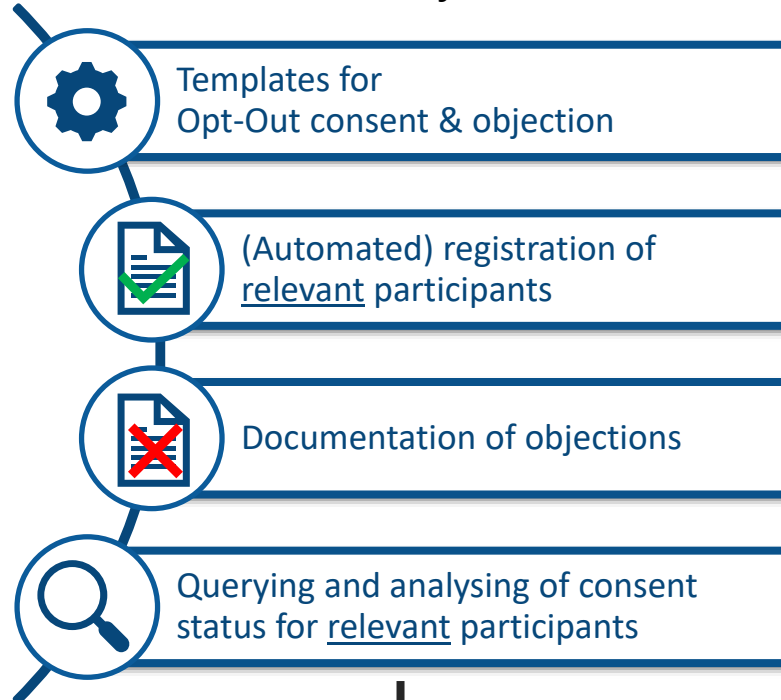 Templates for
Opt-Out consent & objection
(Automated) registration of
relevant participants
Documentation of objections
Querying and analysing of consent
status for relevant participants